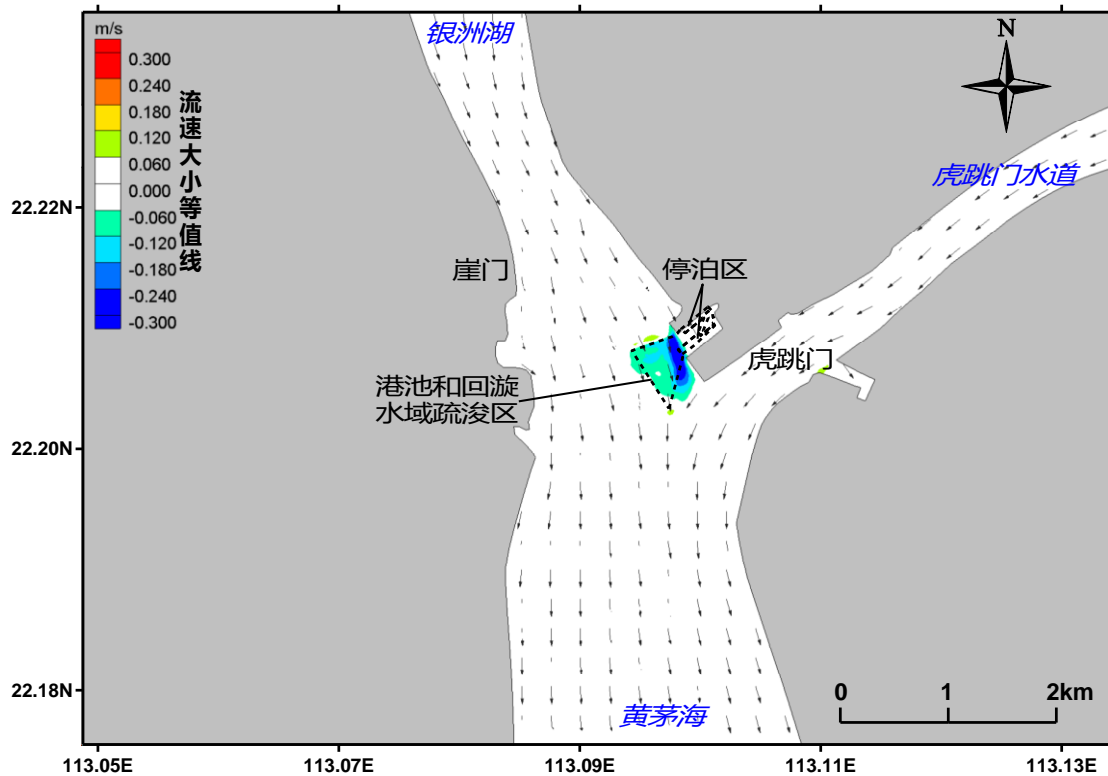 m/s
0.300
0.240
0.180
0.120
0.060
0.000
-0.060
-0.120
-0.180
-0.240
-0.300
流速大小等值线
银洲湖
N
虎跳门水道
崖门
停泊区
虎跳门
港池和回旋
水域疏浚区
黄茅海
0 1 2km
22.22N
22.20N
22.18N
113.05E 113.07E 113.09E 113.11E 113.13E